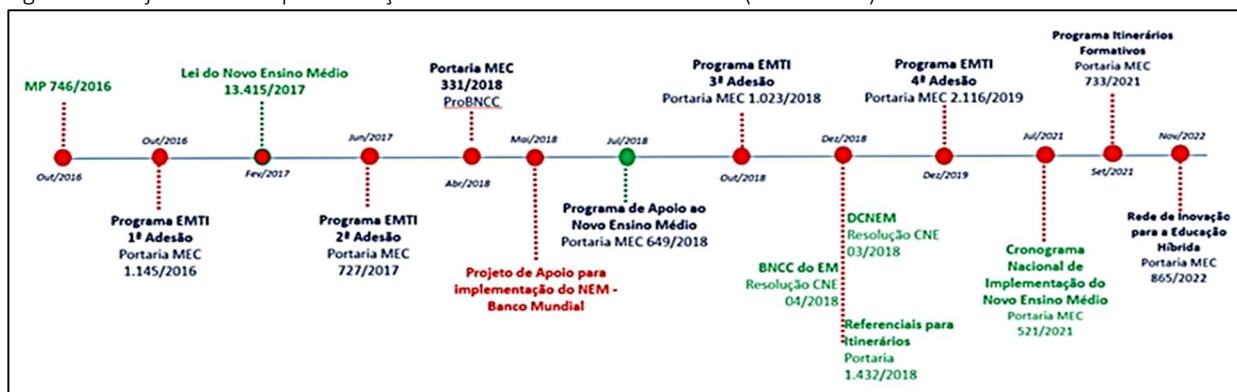 MP 746/2016
Out/2016
Out/2016
Programa EMTI
1ª Adesão
Portaria MEC
1.145/2016
Lei do Novo Ensino Médio
13.415/2017
Fev/2017
Jun/2017
Programa EMTI
2ª Adesão
Portaria MEC
727/2017
Portaria MEC
331/2018
ProBNCC
Abr/2018
Mai/2018
Projeto de Apoio para
implementação do NEM -
Banco Mundial
Jul/2018
Programa de Apoio ao
Novo Ensino Médio
Portaria MEC 649/2018
Programa EMTI
3ª Adesão
Portaria MEC 1.023/2018
Out/2018
Dez/2018
DCNEM
Resolução CNE
03/2018
BNCC do EM
Resolução CNE
04/2018
Referenciais para
Itinerários
Portaria
1.432/2018
Programa EMTI
4ª Adesão
Portaria MEC 2.116/2019
Dez/2019
Jul/2021
Cronograma
Nacional de
Implementação do
Novo Ensino Médio
Portaria MEC
521/2021
Programa Itinerários
Formativos
Portaria MEC
733/2021
Set/2021
Nov/2022
Rede de Inovação
para a Educação
Híbrida
Portaria MEC
865/2022